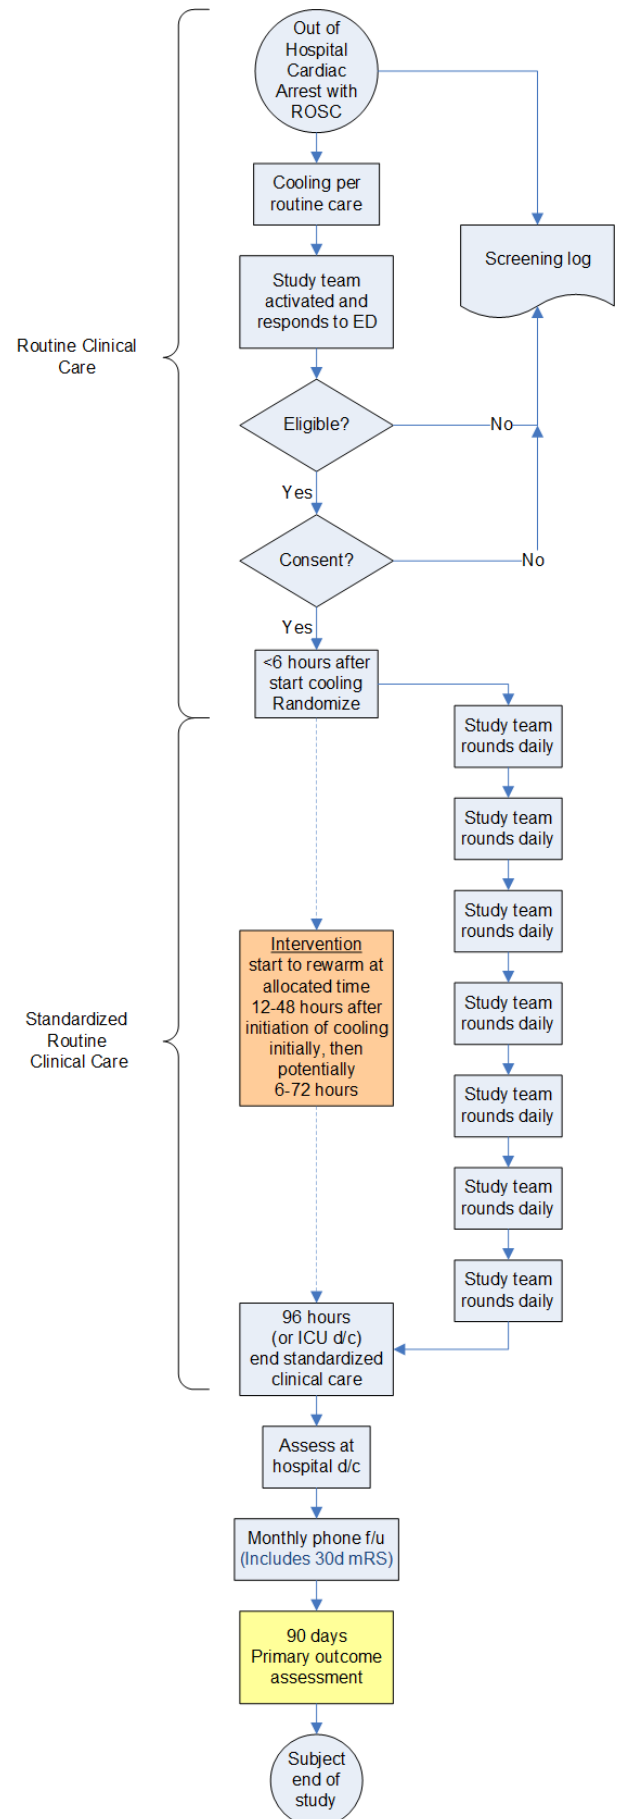 Out of
Hospital
Cardiac
Arrest with
ROSC
Cooling per
routine care
Screening log
Study team
activated and
responds to ED
Routine Clinical
Care
Eligible?
No
Yes
Consent?
No
Yes
<6 hours after
start cooling
Randomize
Study team
rounds daily
Study team
rounds daily
Study team
rounds daily
Intervention
start to rewarm at
allocated time
12-48 hours after
initiation of cooling
initially, then
potentially
6-72 hours
Standardized
Routine
Clinical Care
Study team
rounds daily
Study team
rounds daily
Study team
rounds daily
Study team
rounds daily
96 hours
(or ICU d/c)
end standardized
clinical care
Assess at
hospital d/c
Monthly phone f/u
(Includes 30d mRS)
90 days
Primary outcome
assessment
Subject
end of
study